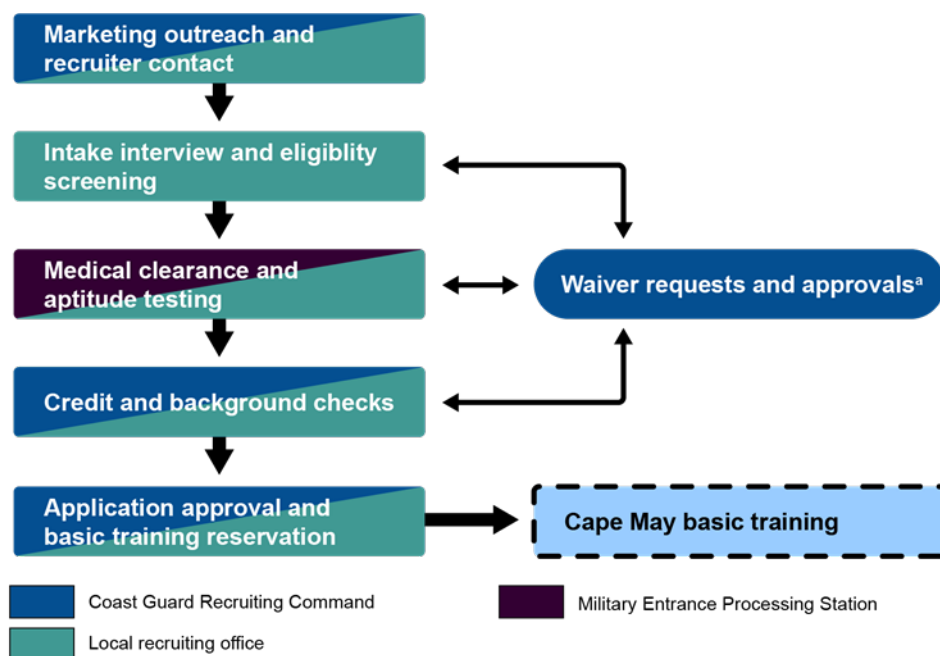 Marketing outreach and
recruiter contact
Intake interview and eligiblity
screening
Medical clearance and
aptitude testing
Waiver requests and approvalsª
Credit and background checks
Application approval and
basic training reservation
Cape May basic training
Coast Guard Recruiting Command
Military Entrance Processing Station
Local recruiting office